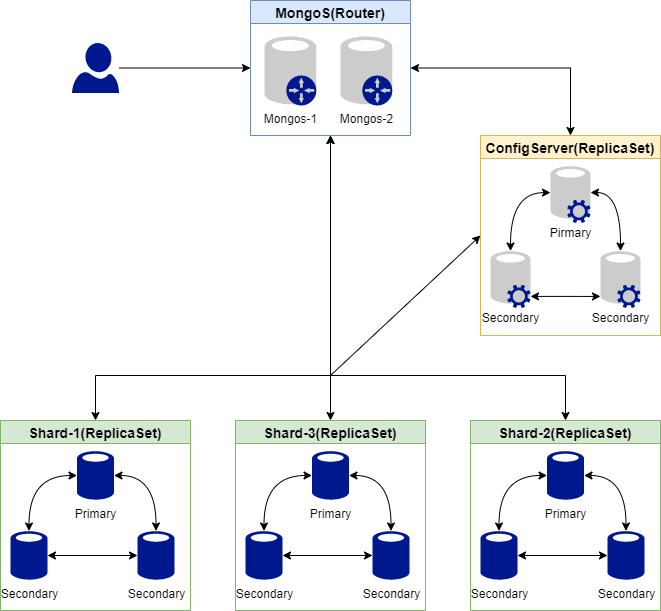 MongoS(Router)
Mongos-1
Mongos-2
ConfigServer(ReplicaSet)
Pirmary
Secondary
Secondary
Shard-1(ReplicaSet)
Primary
Secondary
Secondary
Shard-3(ReplicaSet)
Primary
Secondary
Secondary
Shard-2(ReplicaSet)
Primary
Secondary
Secondary